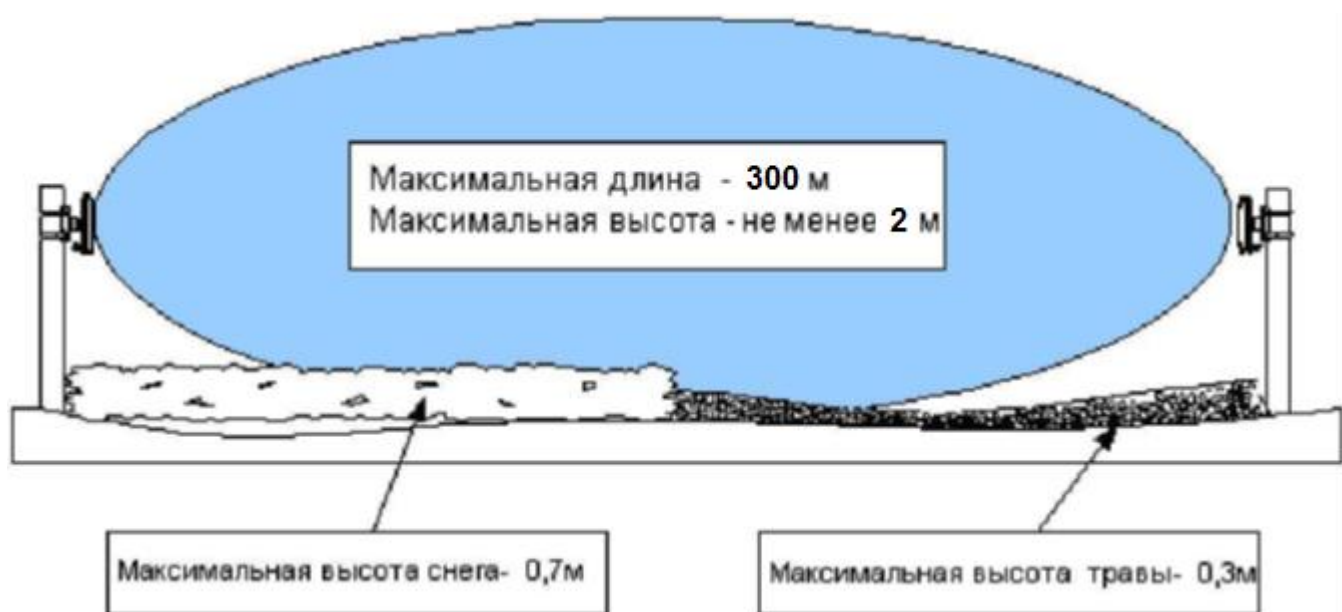 Максимальная длина - 300 м
Максимальная высота - не менее 2 м
Максимальная высота снега- 0,7м
Максимальная высота травы- 0,3м